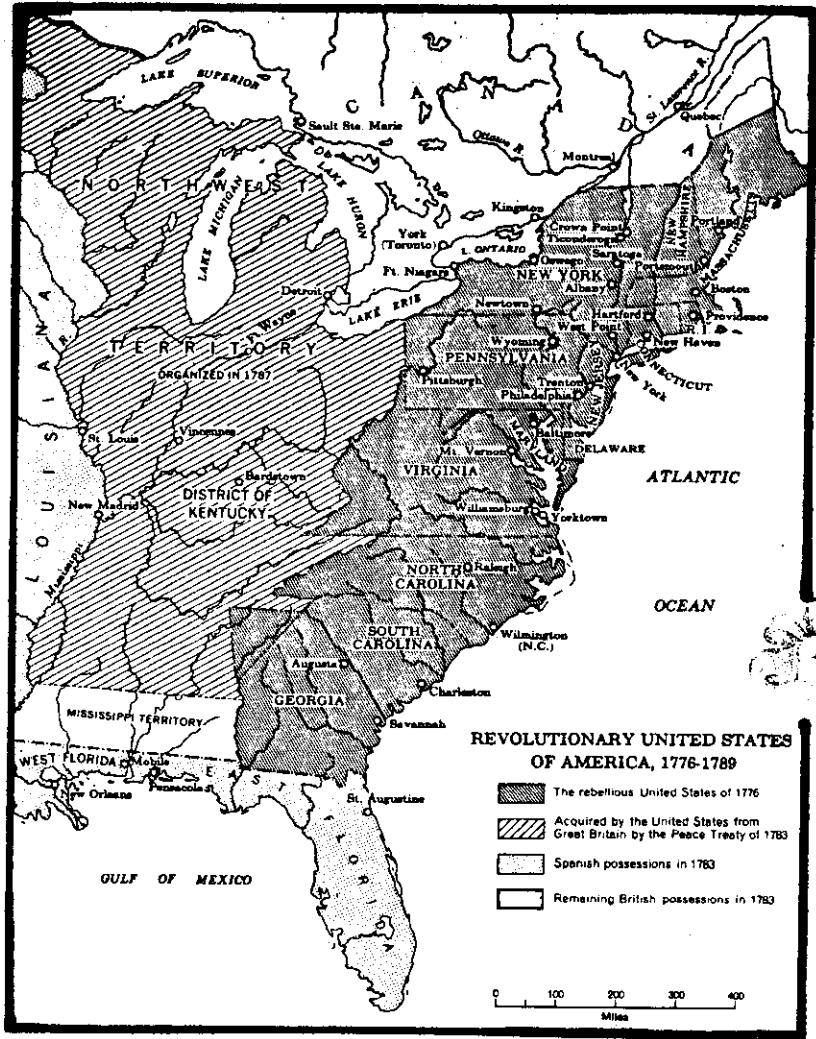 LAKE SUPERIOR
CANADA
St. Lawrence R.
Quebec
Sault Ste. Marie
Ottawa R.
Montreal
NORTHWEST
LAKE MICHIGAN
LAKE HURON
Kingston
York
(Toronto)
L. ONTARIO
Crown Point
Ticonderoga
NEW
HAMPSHIRE
Portland
MASSACHUSETTS
Ft. Niagara
Oswego
Saratoga
Portsmouth
NEW YORK
Albany
Boston
Detroit
LAKE ERIE
Newtown
Hartford
Providence
R.I.
LOUISIANA
R.
Ft. Wayne
West Point
Wyoming
New Haven
TERRITORY
ORGANIZED IN 1787
PENNSYLVANIA
CONNECTICUT
New York
Pittsburgh
Trenton
NEW JERSEY
Philadelphia
St. Louis
Vincennes
Baltimore
MARYLAND
DELAWARE
Mt. Vernon
VIRGINIA
ATLANTIC
Bardstown
DISTRICT OF
KENTUCKY
New Madrid
Williamsburg
Yorktown
Mississippi
NORTH
CAROLINA
Raleigh
OCEAN
SOUTH
CAROLINA
Wilmington
(N.C.)
Augusta
GEORGIA
Charleston
MISSISSIPPI TERRITORY
Savannah
WEST FLORIDA
Mobile
EAST FLORIDA
New Orleans
Pensacola
St. Augustine
GULF OF MEXICO
REVOLUTIONARY UNITED STATES
OF AMERICA, 1776-1789
The rebellious United States of 1776
Acquired by the United States from
Great Britain by the Peace Treaty of 1783
Spanish possessions in 1783
Remaining British possessions in 1783
0 100 200 300 400
Miles